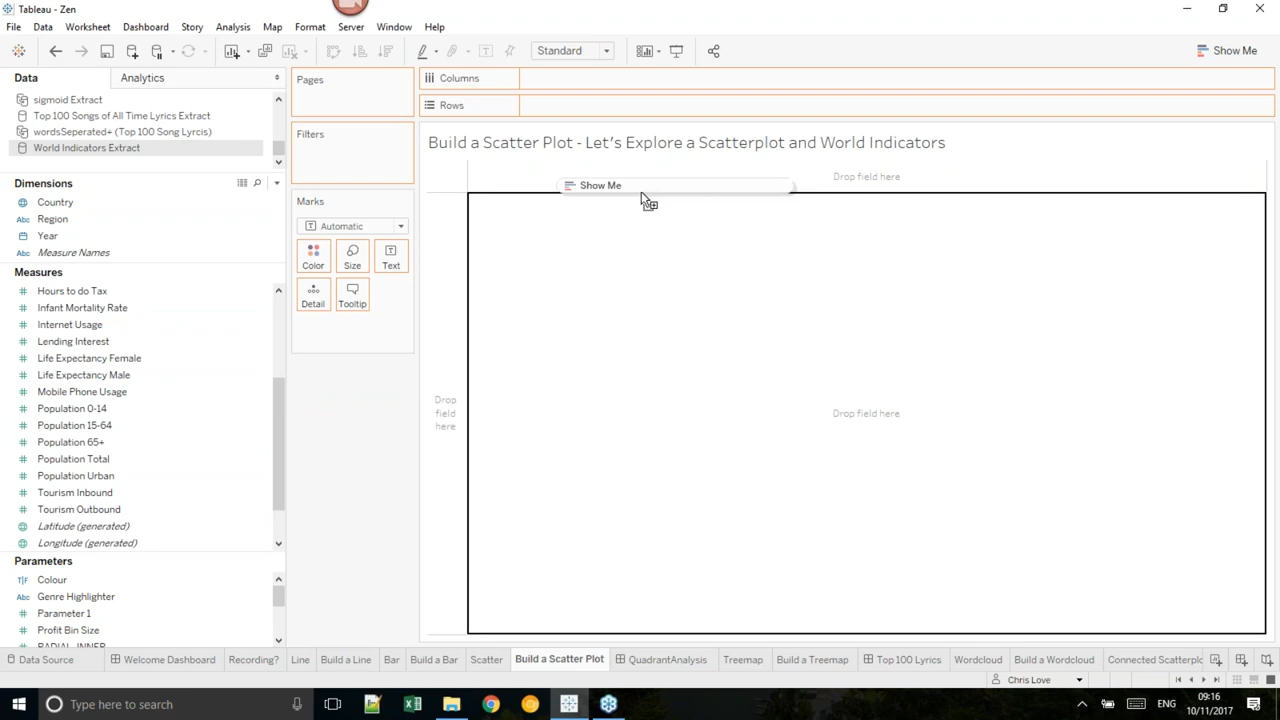 Tableau - Zen
File Data Worksheet Dashboard Story Analysis Map Format Server Window Help
Standard
Show Me
Data
Analytics
sigmoid Extract
Top 100 Songs of All Time Lyrics Extract
wordsSeperated+ (Top 100 Song Lyrcis)
World Indicators Extract
Dimensions
Country
Abc Region
Year
Abc Measure Names
Measures
Hours to do Tax
Infant Mortality Rate
Internet Usage
Lending Interest
Life Expectancy Female
Life Expectancy Male
Mobile Phone Usage
Population 0-14
Population 15-64
Population 65+
Population Total
Population Urban
Tourism Inbound
Tourism Outbound
Latitude (generated)
Longitude (generated)
Parameters
T|F Colour
Abc Genre Highlighter
Parameter 1
Profit Bin Size
RADIAL_INNER
Pages
Filters
Marks
Automatic
Color Size Text
Detail Tooltip
Columns
Rows
Build a Scatter Plot - Let's Explore a Scatterplot and World Indicators
Drop field here
Show Me
Drop
field
here
Drop field here
Data Source Welcome Dashboard Recording? Line Build a Line Bar Build a Bar Scatter Build a Scatter Plot QuadrantAnalysis Treemap Build a Treemap Top 100 Lyrics Wordcloud Build a Wordcloud Connected Scatterplc
Chris Love
Type here to search
ENG
09:16
10/11/2017